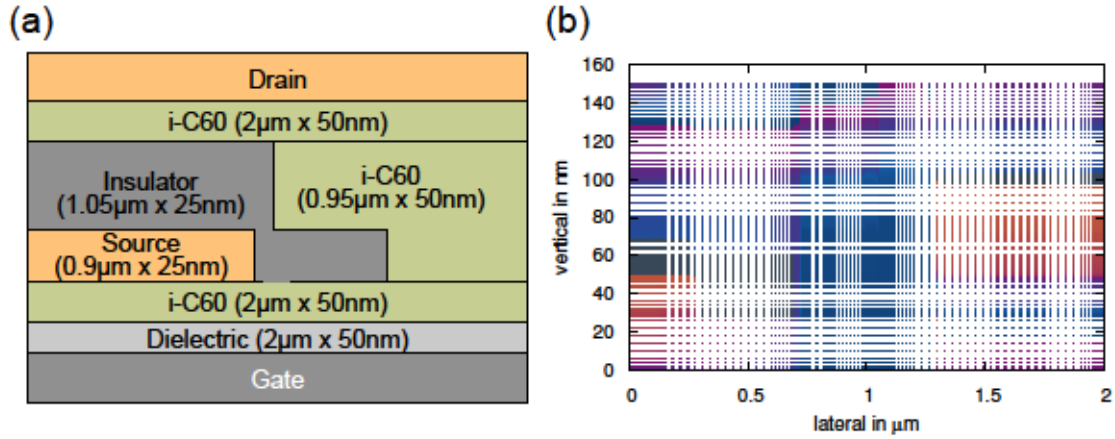 (a)
Drain
i-C60 (2μm x 50nm)
Insulator
(1.05μm x 25nm)
i-C60
(0.95μm x 50nm)
Source
(0.9μm x 25nm)
i-C60 (2μm x 50nm)
Dielectric (2μm x 50nm)
Gate
(b)
vertical in nm
160
140
120
100
80
60
40
20
0
0
0.5
1
1.5
2
lateral in μm